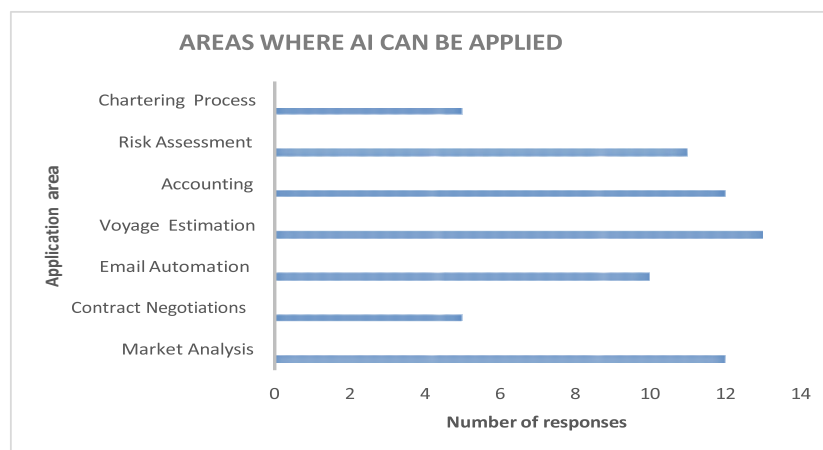 AREAS WHERE AI CAN BE APPLIED
Application area
Chartering Process
Risk Assessment
Accounting
Voyage Estimation
Email Automation
Contract Negotiations
Market Analysis
0 2 4 6 8 10 12 14
Number of responses